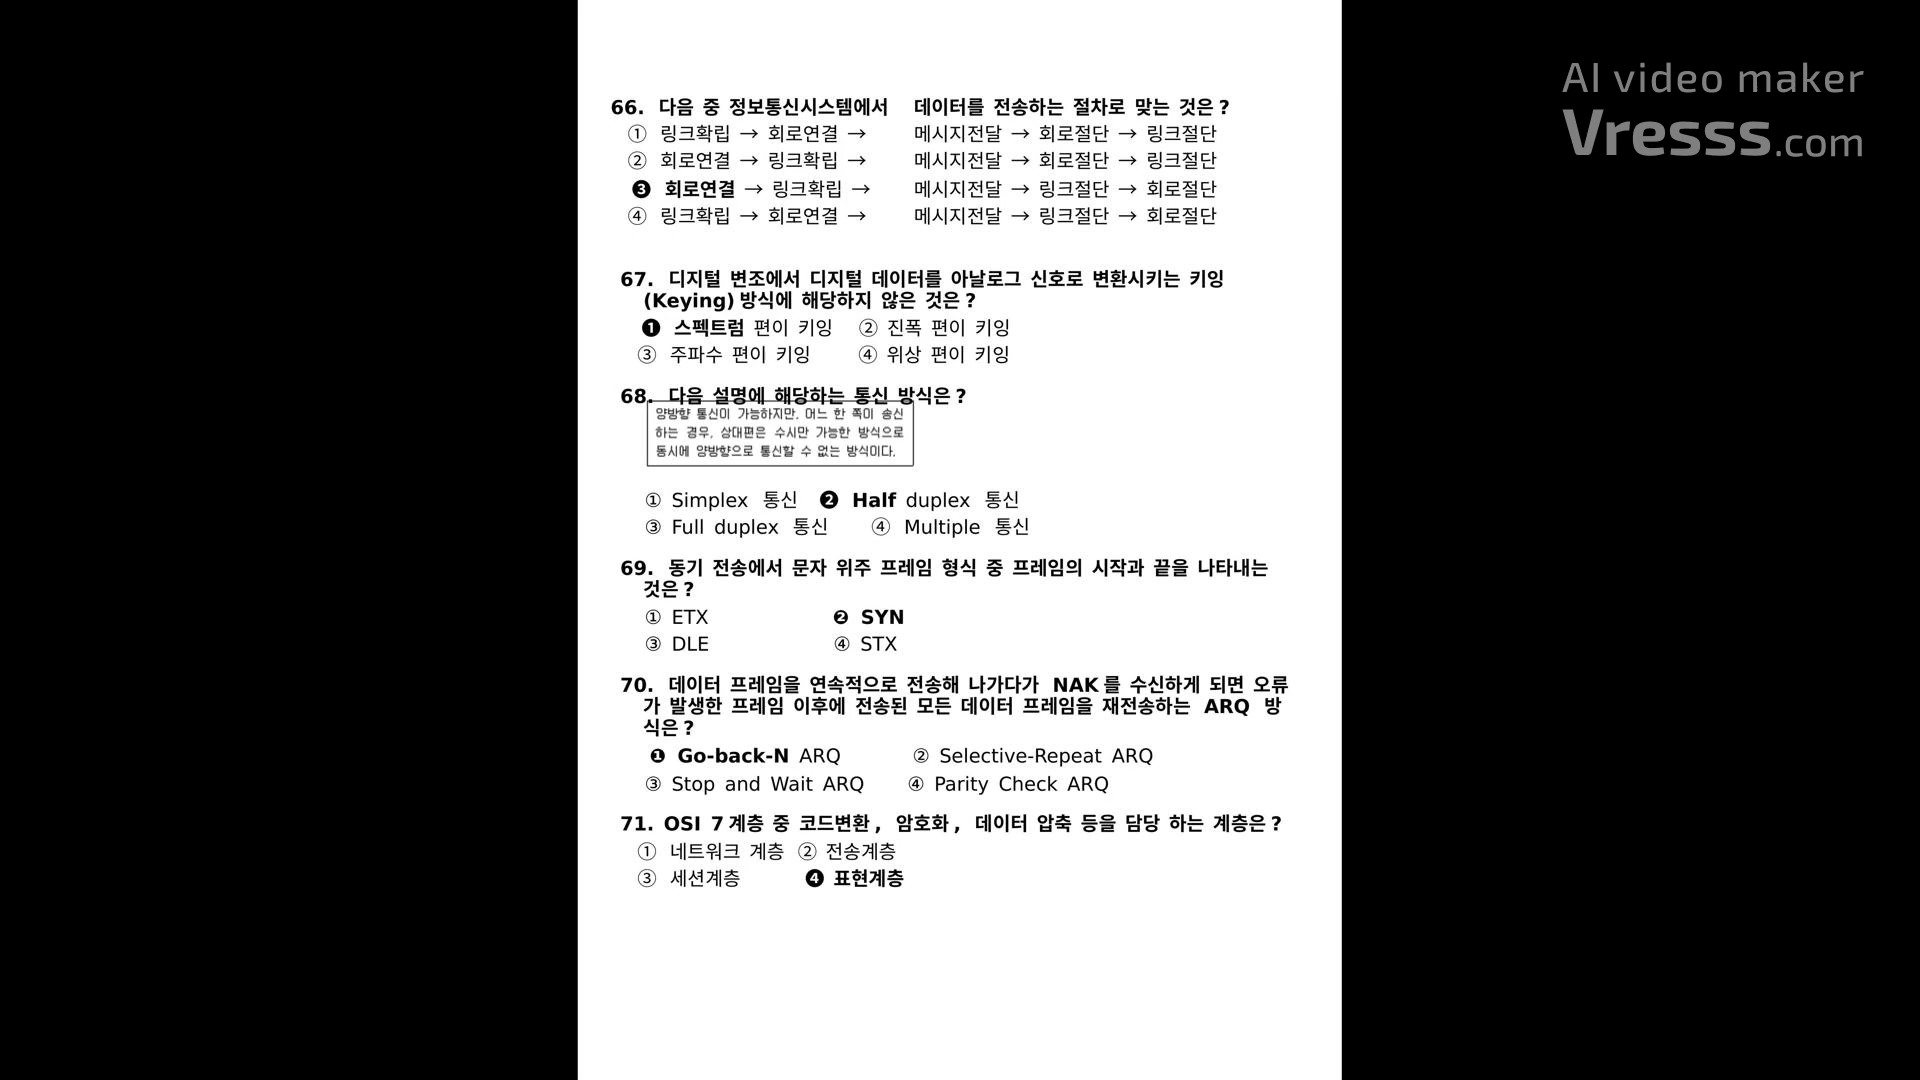 AI video maker
Vresss.com
66. 다음 중 정보통신시스템에서 데이터를 전송하는 절차로 맞는 것은?
① 링크확립 → 회로연결 → 메시지전달 → 회로절단 → 링크절단
② 회로연결 → 링크확립 → 메시지전달 → 회로절단 → 링크절단
❸ 회로연결 → 링크확립 → 메시지전달 → 링크절단 → 회로절단
④ 링크확립 → 회로연결 → 메시지전달 → 링크절단 → 회로절단
67. 디지털 변조에서 디지털 데이터를 아날로그 신호로 변환시키는 키잉
(Keying) 방식에 해당하지 않은 것은?
❶ 스펙트럼 편이 키잉 ② 진폭 편이 키잉
③ 주파수 편이 키잉 ④ 위상 편이 키잉
68. 다음 설명에 해당하는 통신 방식은?
양방향 통신이 가능하지만, 어느 한 쪽이 송신
하는 경우, 상대편은 수시만 가능한 방식으로
동시에 양방향으로 통신할 수 없는 방식이다.
① Simplex 통신 ❷ Half duplex 통신
③ Full duplex 통신 ④ Multiple 통신
69. 동기 전송에서 문자 위주 프레임 형식 중 프레임의 시작과 끝을 나타내는
것은?
① ETX ❷ SYN
③ DLE ④ STX
70. 데이터 프레임을 연속적으로 전송해 나가다가 NAK를 수신하게 되면 오류
가 발생한 프레임 이후에 전송된 모든 데이터 프레임을 재전송하는 ARQ 방
식은?
❶ Go-back-N ARQ ② Selective-Repeat ARQ
③ Stop and Wait ARQ ④ Parity Check ARQ
71. OSI 7계층 중 코드변환, 암호화, 데이터 압축 등을 담당 하는 계층은?
① 네트워크 계층 ② 전송계층
③ 세션계층 ❹ 표현계층